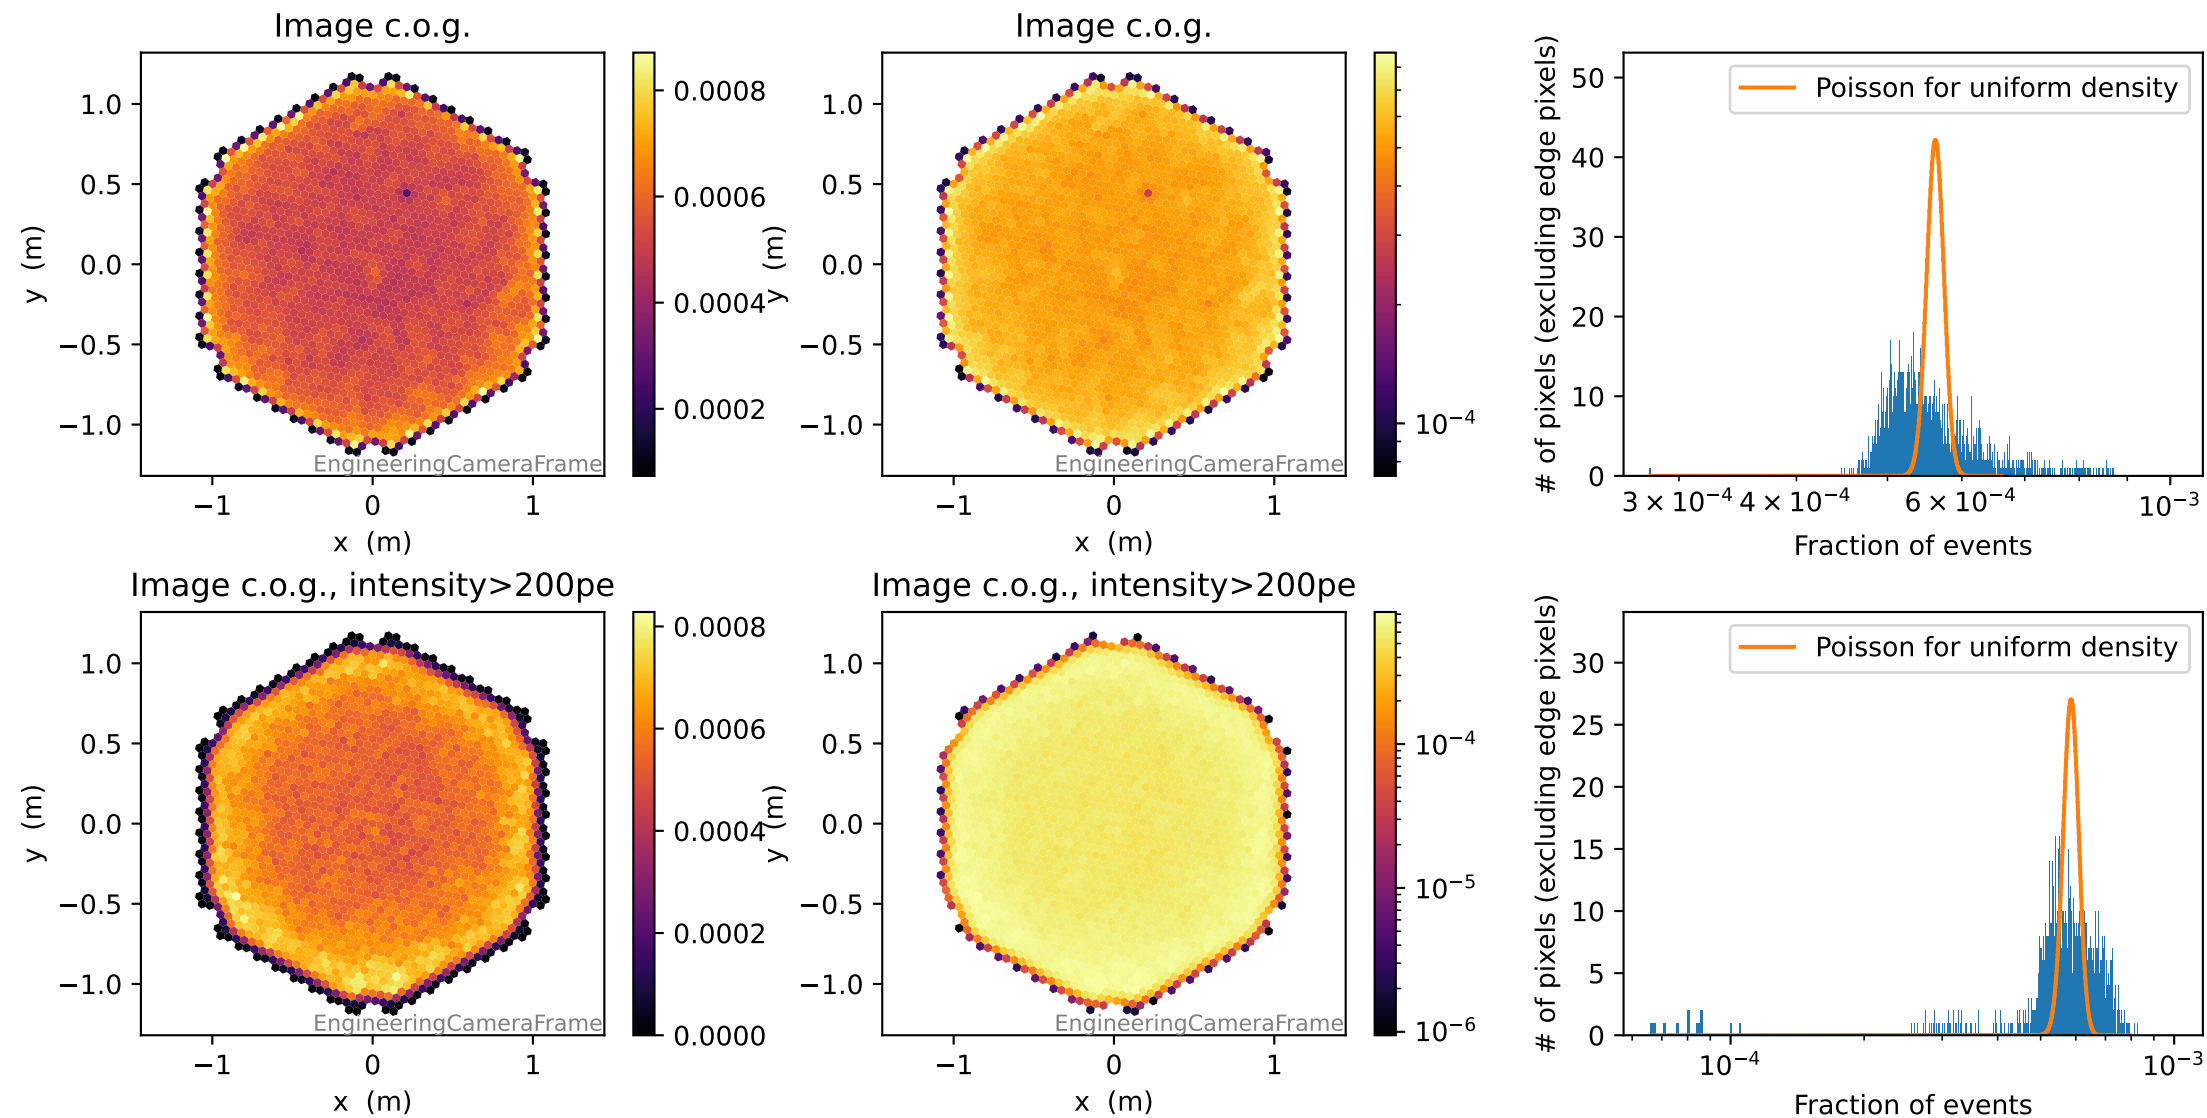 Image c.o.g.
1.0
0.5
0.0
−0.5
−1.0
y (m)
−1 0 1
x (m)
EngineeringCameraFrame
0.0008
0.0006
0.0004
0.0002
Image c.o.g.
1.0
0.5
0.0
−0.5
−1.0
y (m)
−1 0 1
x (m)
EngineeringCameraFrame
10⁻⁴
Poisson for uniform density
50
40
30
20
10
0
# of pixels (excluding edge pixels)
3 × 10⁻⁴ 4 × 10⁻⁴ 6 × 10⁻⁴ 10⁻³
Fraction of events
Image c.o.g., intensity>200pe
1.0
0.5
0.0
−0.5
−1.0
y (m)
−1 0 1
x (m)
EngineeringCameraFrame
0.0008
0.0006
0.0004
0.0002
0.0000
Image c.o.g., intensity>200pe
1.0
0.5
0.0
−0.5
−1.0
y (m)
−1 0 1
x (m)
EngineeringCameraFrame
10⁻⁴
10⁻⁵
10⁻⁶
Poisson for uniform density
30
25
20
15
10
5
0
# of pixels (excluding edge pixels)
10⁻⁴ 10⁻³
Fraction of events